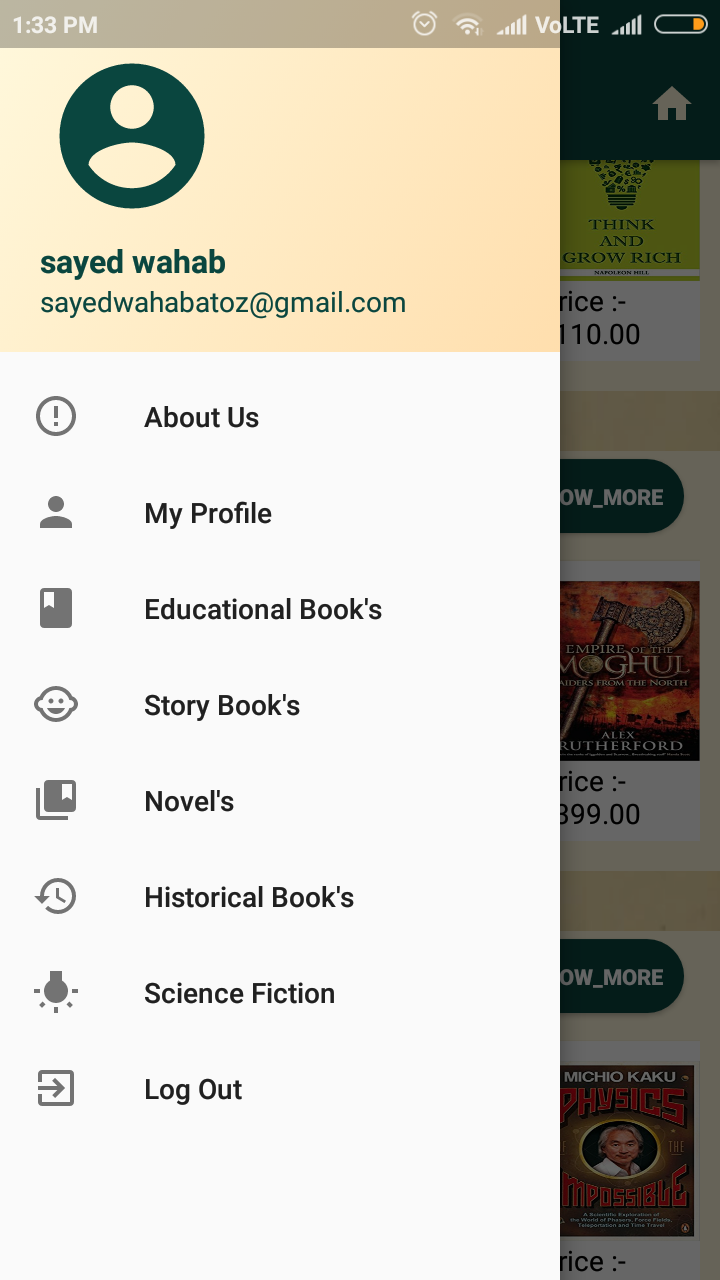 1:33 PM
VoLTE
sayed wahab
sayedwahabatoz@gmail.com
About Us
My Profile
Educational Book's
Story Book's
Novel's
Historical Book's
Science Fiction
Log Out
THINK
AND
GROW RICH
NAPOLEON HILL
rice :-
110.00
OW_MORE
EMPIRE OF THE
MOGHUL
AIDERS FROM THE NORTH
ALEX
RUTHERFORD
rice :-
399.00
OW_MORE
MICHIO KAKU
PHYSICS
OF THE
IMPOSSIBLE
A Scientific Exploration of
the World of Phasers, Force Fields,
Teleportation and Time Travel
rice :-